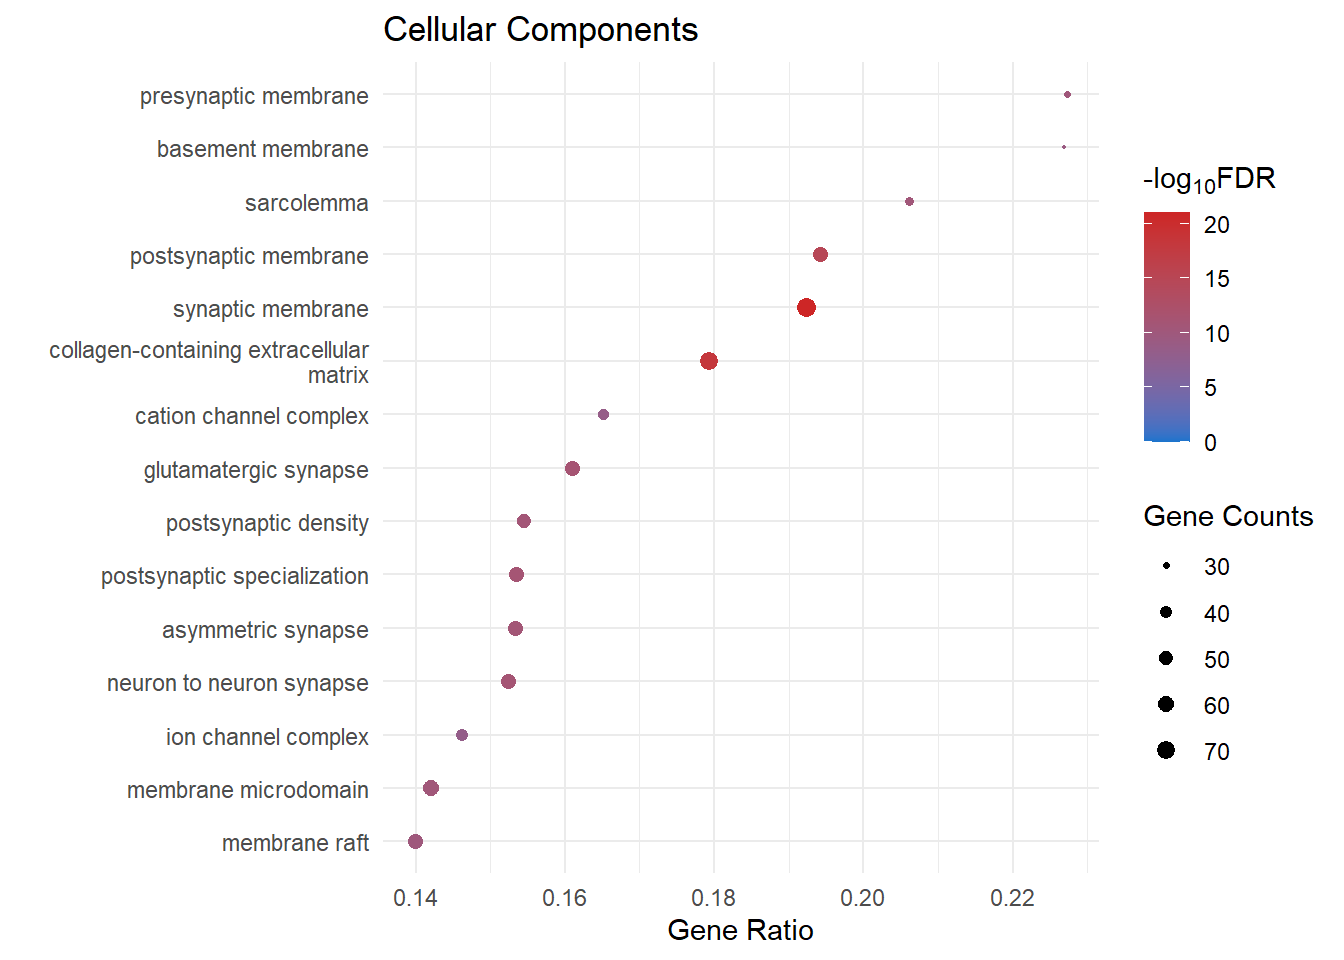 Cellular Components
presynaptic membrane
basement membrane
sarcolemma
postsynaptic membrane
synaptic membrane
collagen-containing extracellular
matrix
cation channel complex
glutamatergic synapse
postsynaptic density
postsynaptic specialization
asymmetric synapse
neuron to neuron synapse
ion channel complex
membrane microdomain
membrane raft
0.14 0.16 0.18 0.20 0.22
Gene Ratio
-log₁₀FDR
20
15
10
5
0
Gene Counts
30
40
50
60
70